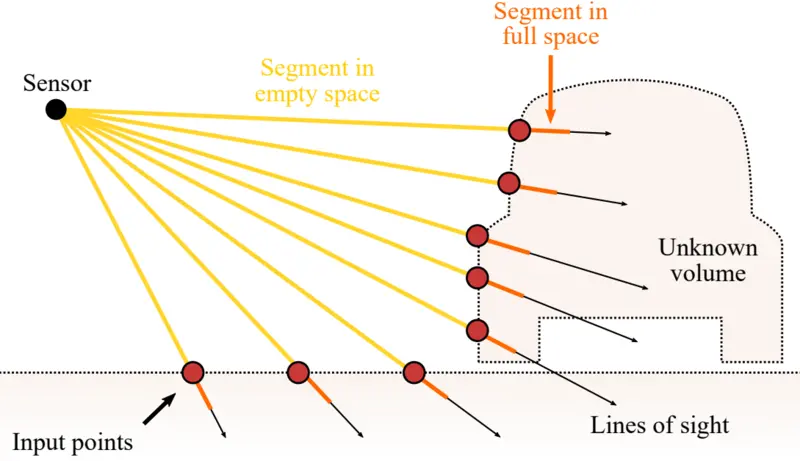 Segment in
full space
Sensor
Segment in
empty space
Unknown
volume
Lines of sight
Input points